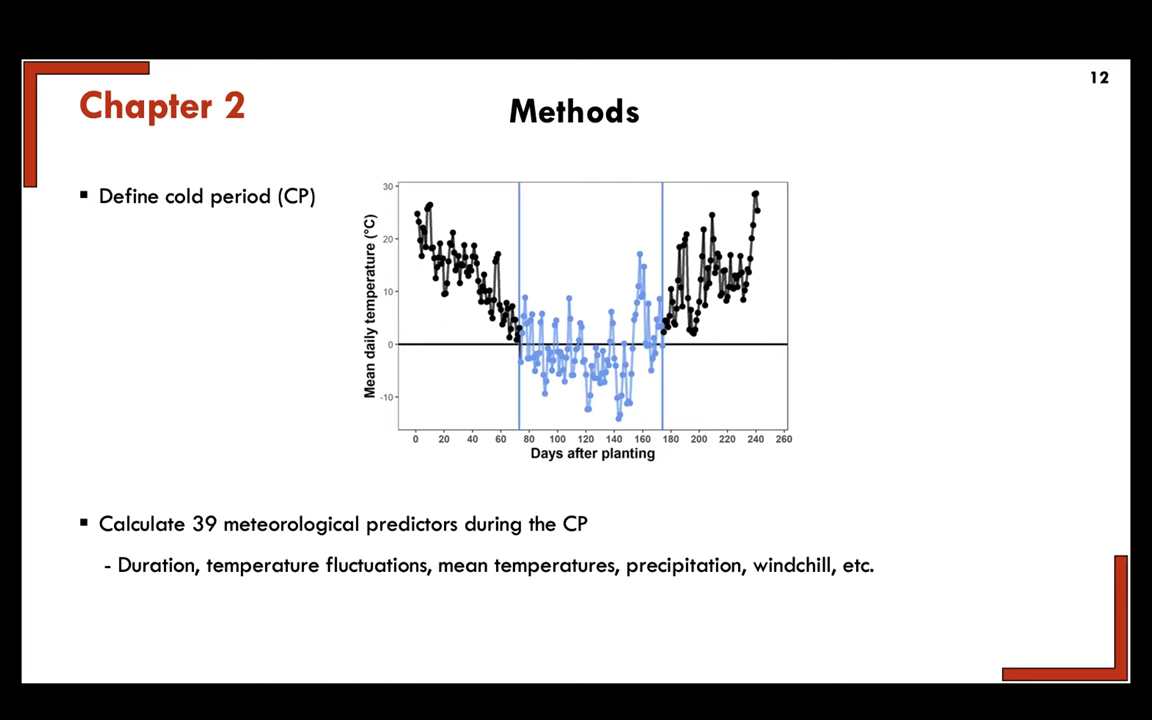 12
Chapter 2
Methods
▪ Define cold period (CP)
Mean daily temperature (°C)
30
20
10
0
-10
0 20 40 60 80 100 120 140 160 180 200 220 240 260
Days after planting
▪ Calculate 39 meteorological predictors during the CP
- Duration, temperature fluctuations, mean temperatures, precipitation, windchill, etc.